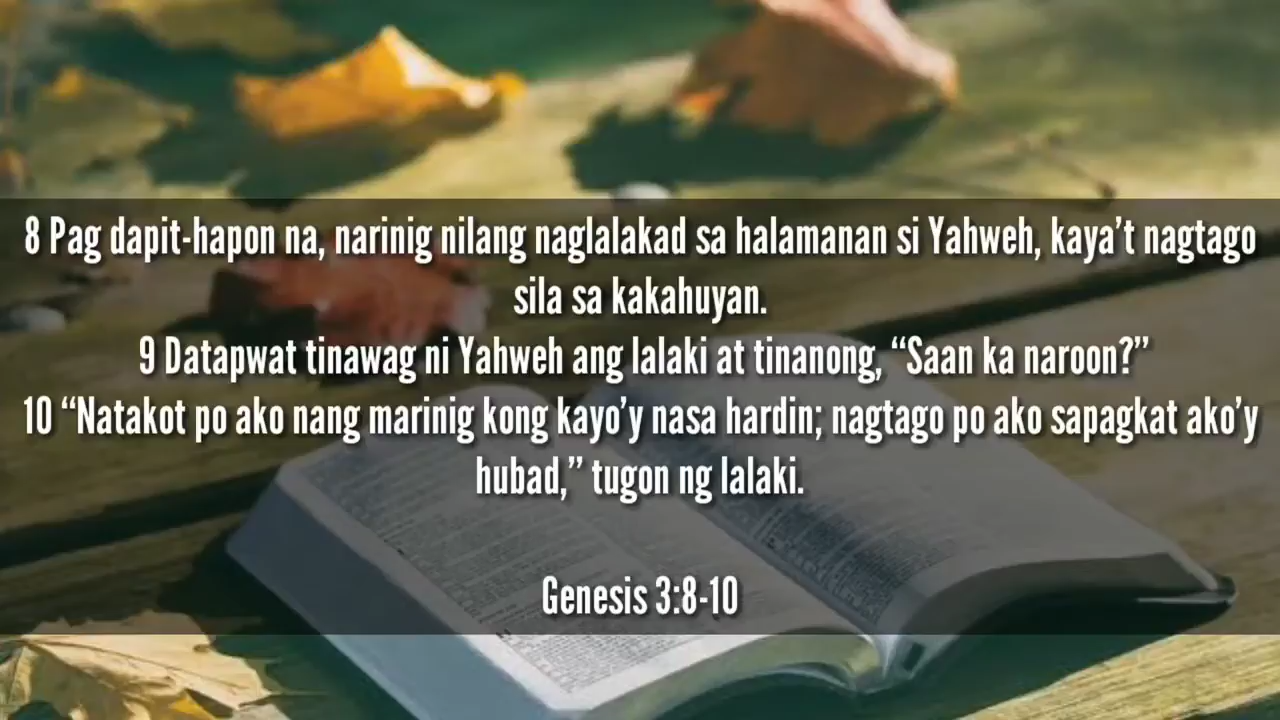 8 Pag dapit-hapon na, narinig nilang naglalakad sa halamanan si Yahweh, kaya’t nagtago
sila sa kakahuyan.
9 Datapwat tinawag ni Yahweh ang lalaki at tinanong, “Saan ka naroon?”
10 “Natakot po ako nang marinig kong kayo’y nasa hardin; nagtago po ako sapagkat ako’y
hubad,” tugon ng lalaki.
Genesis 3:8-10